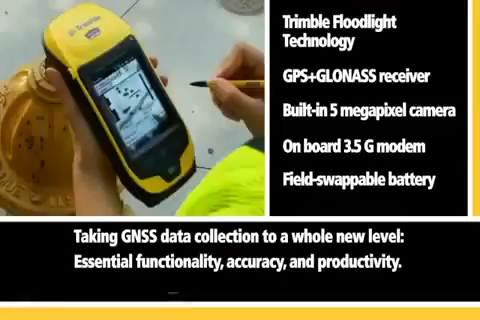 Trimble
Trimble Floodlight
Technology
GPS+GLONASS receiver
Built-in 5 megapixel camera
On board 3.5 G modem
Field-swappable battery
Taking GNSS data collection to a whole new level:
Essential functionality, accuracy, and productivity.